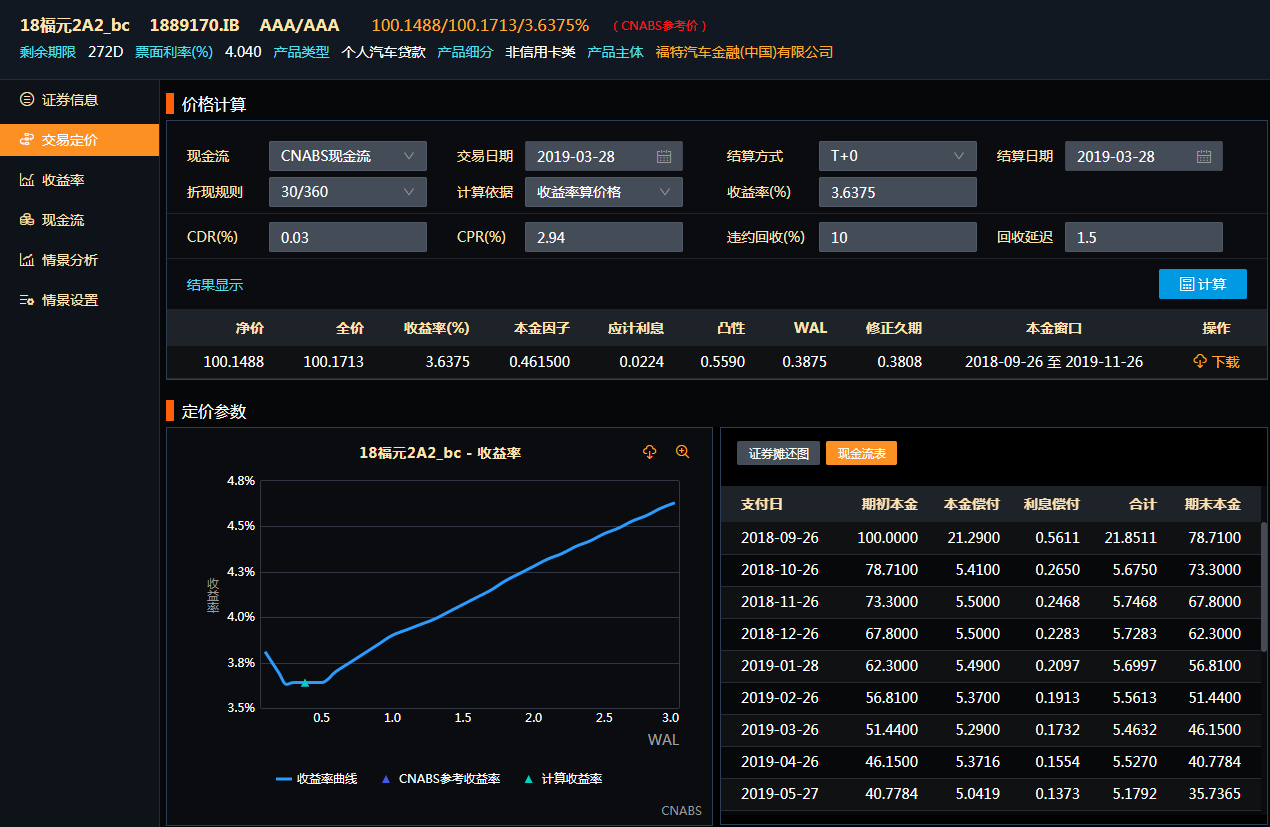 18福元2A2_bc 1889170.IB AAA/AAA 100.1488/100.1713/3.6375% ( CNABS参考价 )
剩余期限 272D 票面利率(%) 4.040 产品类型 个人汽车贷款 产品细分 非信用卡类 产品主体 福特汽车金融(中国)有限公司
证券信息
交易定价
收益率
现金流
情景分析
情景设置
价格计算
现金流 CNABS现金流 交易日期 2019-03-28 结算方式 T+0 结算日期 2019-03-28
折现规则 30/360 计算依据 收益率算价格 收益率(%) 3.6375
CDR(%) 0.03 CPR(%) 2.94 违约回收(%) 10 回收延迟 1.5
结果显示 计算
净价 全价 收益率(%) 本金因子 应计利息 凸性 WAL 修正久期 本金窗口 操作
100.1488 100.1713 3.6375 0.461500 0.0224 0.5590 0.3875 0.3808 2018-09-26 至 2019-11-26 下载
定价参数
18福元2A2_bc - 收益率
4.8%
4.5%
4.3%
4.0%
3.8%
3.5%
收益率
0.5 1.0 1.5 2.0 2.5 3.0
WAL
收益率曲线 CNABS参考收益率 计算收益率
CNABS
证券摊还图 现金流表
支付日 期初本金 本金偿付 利息偿付 合计 期末本金
2018-09-26 100.0000 21.2900 0.5611 21.8511 78.7100
2018-10-26 78.7100 5.4100 0.2650 5.6750 73.3000
2018-11-26 73.3000 5.5000 0.2468 5.7468 67.8000
2018-12-26 67.8000 5.5000 0.2283 5.7283 62.3000
2019-01-28 62.3000 5.4900 0.2097 5.6997 56.8100
2019-02-26 56.8100 5.3700 0.1913 5.5613 51.4400
2019-03-26 51.4400 5.2900 0.1732 5.4632 46.1500
2019-04-26 46.1500 5.3716 0.1554 5.5270 40.7784
2019-05-27 40.7784 5.0419 0.1373 5.1792 35.7365